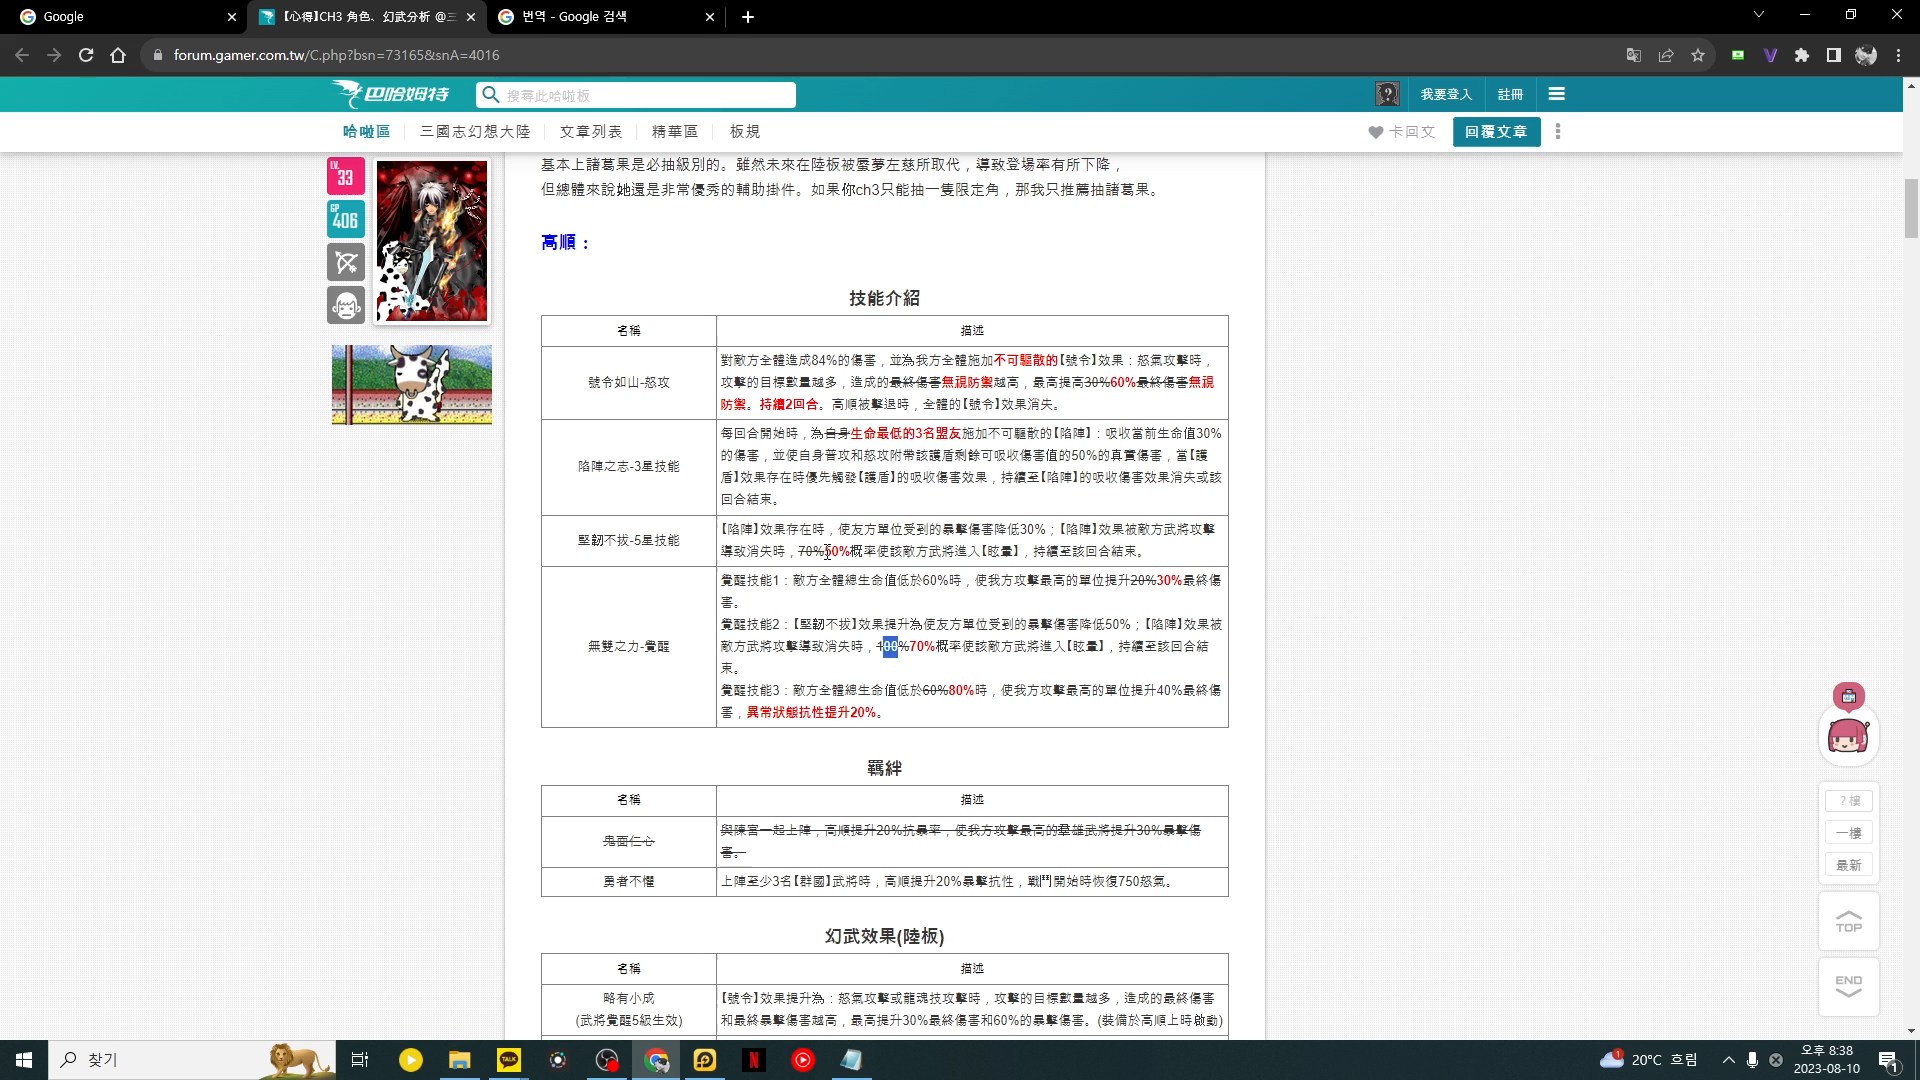 Google
【心得】CH3 角色、幻武分析 @三
번역 - Google 검색
forum.gamer.com.tw/C.php?bsn=73165&snA=4016
巴哈姆特
搜尋此哈啦板
我要登入
註冊
哈啦區
三國志幻想大陸
文章列表
精華區
板規
卡回文
回覆文章
LV.
33
GP
406
基本上諸葛果是必抽級別的。雖然未來在陸板被蜃夢左慈所取代，導致登場率有所下降，
但總體來說她還是非常優秀的輔助掛件。如果你ch3只能抽一隻限定角，那我只推薦抽諸葛果。
高順：
技能介紹
名稱
描述
號令如山-怒攻
對敵方全體造成84%的傷害，並為我方全體施加不可驅散的【號令】效果：怒氣攻擊時，
攻擊的目標數量越多，造成的最終傷害無視防禦越高，最高提高30%60%最終傷害無視
防禦。持續2回合。高順被擊退時，全體的【號令】效果消失。
陷陣之志-3星技能
每回合開始時，為自身生命最低的3名盟友施加不可驅散的【陷陣】：吸收當前生命值30%
的傷害，並使自身普攻和怒攻附帶該護盾剩餘可吸收傷害值的50%的真實傷害，當【護
盾】效果存在時優先觸發【護盾】的吸收傷害效果，持續至【陷陣】的吸收傷害效果消失或該
回合結束。
堅韌不拔-5星技能
【陷陣】效果存在時，使友方單位受到的暴擊傷害降低30%；【陷陣】效果被敵方武將攻擊
導致消失時，70%50%概率使該敵方武將進入【眩暈】，持續至該回合結束。
無雙之力-覺醒
覺醒技能1：敵方全體總生命值低於60%時，使我方攻擊最高的單位提升20%30%最終傷
害。
覺醒技能2：【堅韌不拔】效果提升為使友方單位受到的暴擊傷害降低50%；【陷陣】效果被
敵方武將攻擊導致消失時，100%70%概率使該敵方武將進入【眩暈】，持續至該回合結
束。
覺醒技能3：敵方全體總生命值低於60%80%時，使我方攻擊最高的單位提升40%最終傷
害，異常狀態抗性提升20%。
羈絆
名稱
描述
鬼面仁心
與陳宮一起上陣，高順提升20%抗暴率，使我方攻擊最高的羣雄武將提升30%暴擊傷
害。
勇者不懼
上陣至少3名【群國】武將時，高順提升20%暴擊抗性，戰鬥開始時恢復750怒氣。
幻武效果(陸板)
名稱
描述
略有小成
(武將覺醒5級生效)
【號令】效果提升為：怒氣攻擊或龍魂技攻擊時，攻擊的目標數量越多，造成的最終傷害
和最終暴擊傷害越高，最高提升30%最終傷害和60%的暴擊傷害。(裝備於高順上時啟動)
? 樓
一樓
最新
TOP
END
찾기
TALK
N
1
20°C 흐림
오후 8:38
2023-08-10
1